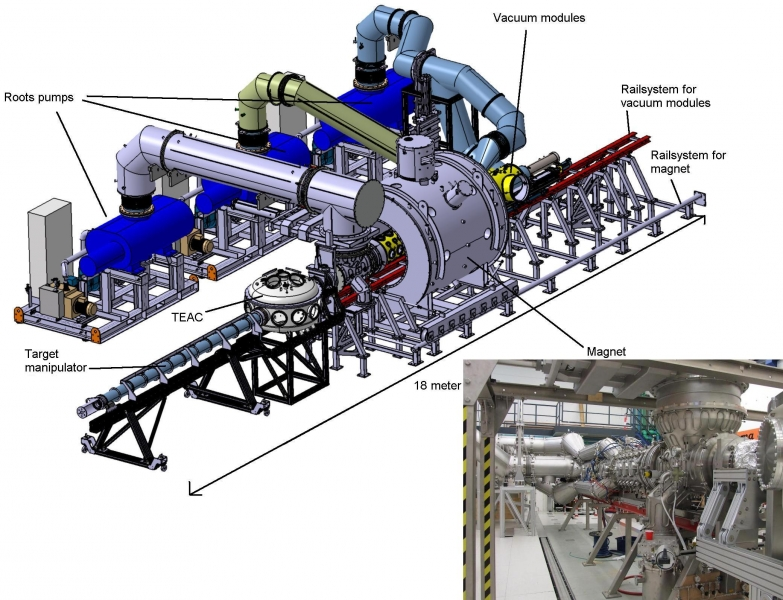 Vacuum modules
Roots pumps
Railsystem for
vacuum modules
Railsystem for
magnet
TEAC
Target
manipulator
Magnet
18 meter